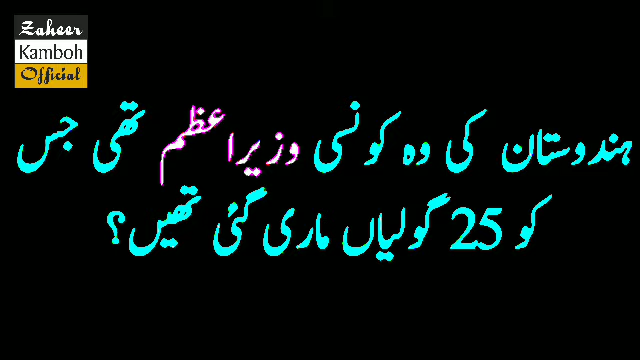 Zaheer
Kamboh
Official
ہندوستان کی وہ کونسی وزیراعظم تھی جس
کو 25 گولیاں ماری گئی تھیں؟